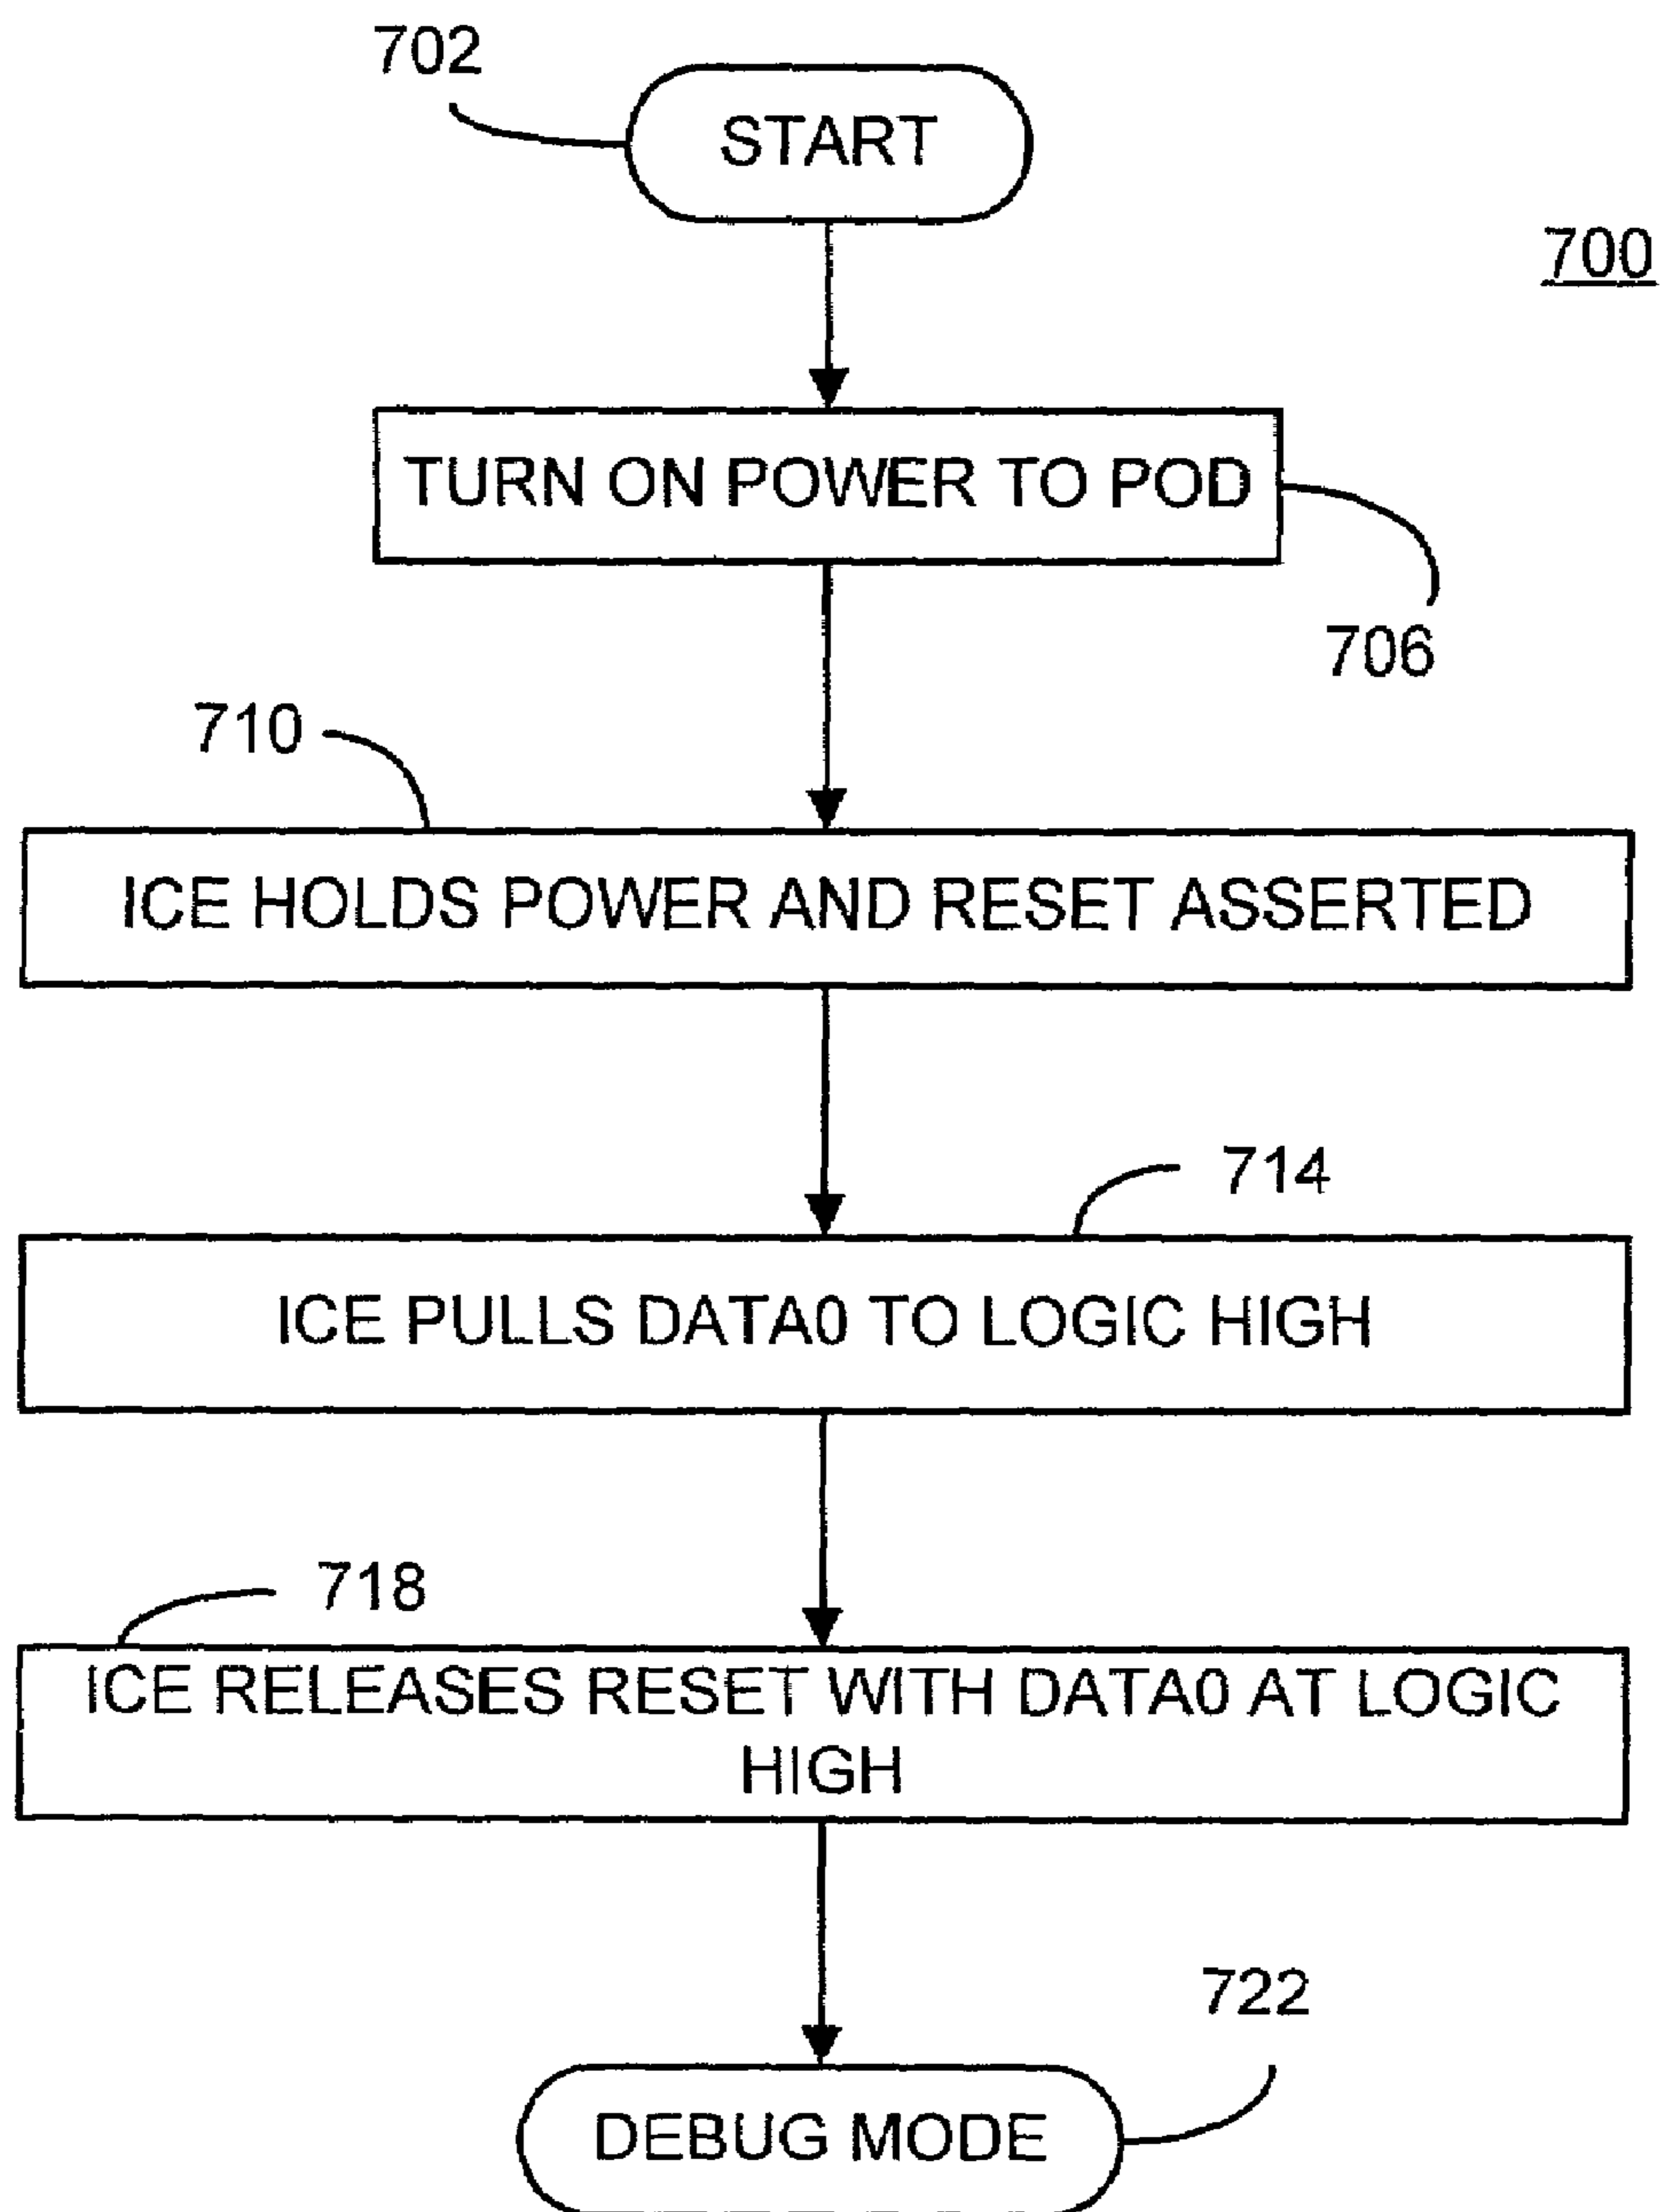 702
START
700
TURN ON POWER TO POD
706
710
ICE HOLDS POWER AND RESET ASSERTED
714
ICE PULLS DATA0 TO LOGIC HIGH
718
ICE RELEASES RESET WITH DATA0 AT LOGIC
HIGH
722
DEBUG MODE